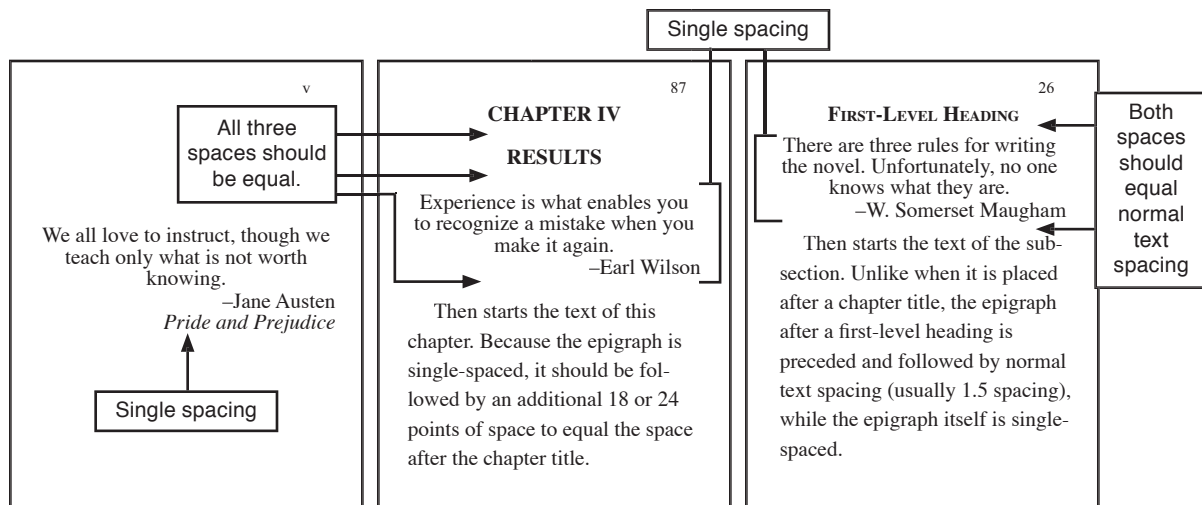 Single spacing
v
All three
spaces should
be equal.
We all love to instruct, though we
teach only what is not worth
knowing.
–Jane Austen
Pride and Prejudice
Single spacing
87
CHAPTER IV
RESULTS
Experience is what enables you
to recognize a mistake when you
make it again.
–Earl Wilson
Then starts the text of this
chapter. Because the epigraph is
single-spaced, it should be fol-
lowed by an additional 18 or 24
points of space to equal the space
after the chapter title.
26
FIRST-LEVEL HEADING
There are three rules for writing
the novel. Unfortunately, no one
knows what they are.
–W. Somerset Maugham
Then starts the text of the sub-
section. Unlike when it is placed
after a chapter title, the epigraph
after a first-level heading is
preceded and followed by normal
text spacing (usually 1.5 spacing),
while the epigraph itself is single-
spaced.
Both
spaces
should
equal
normal
text
spacing